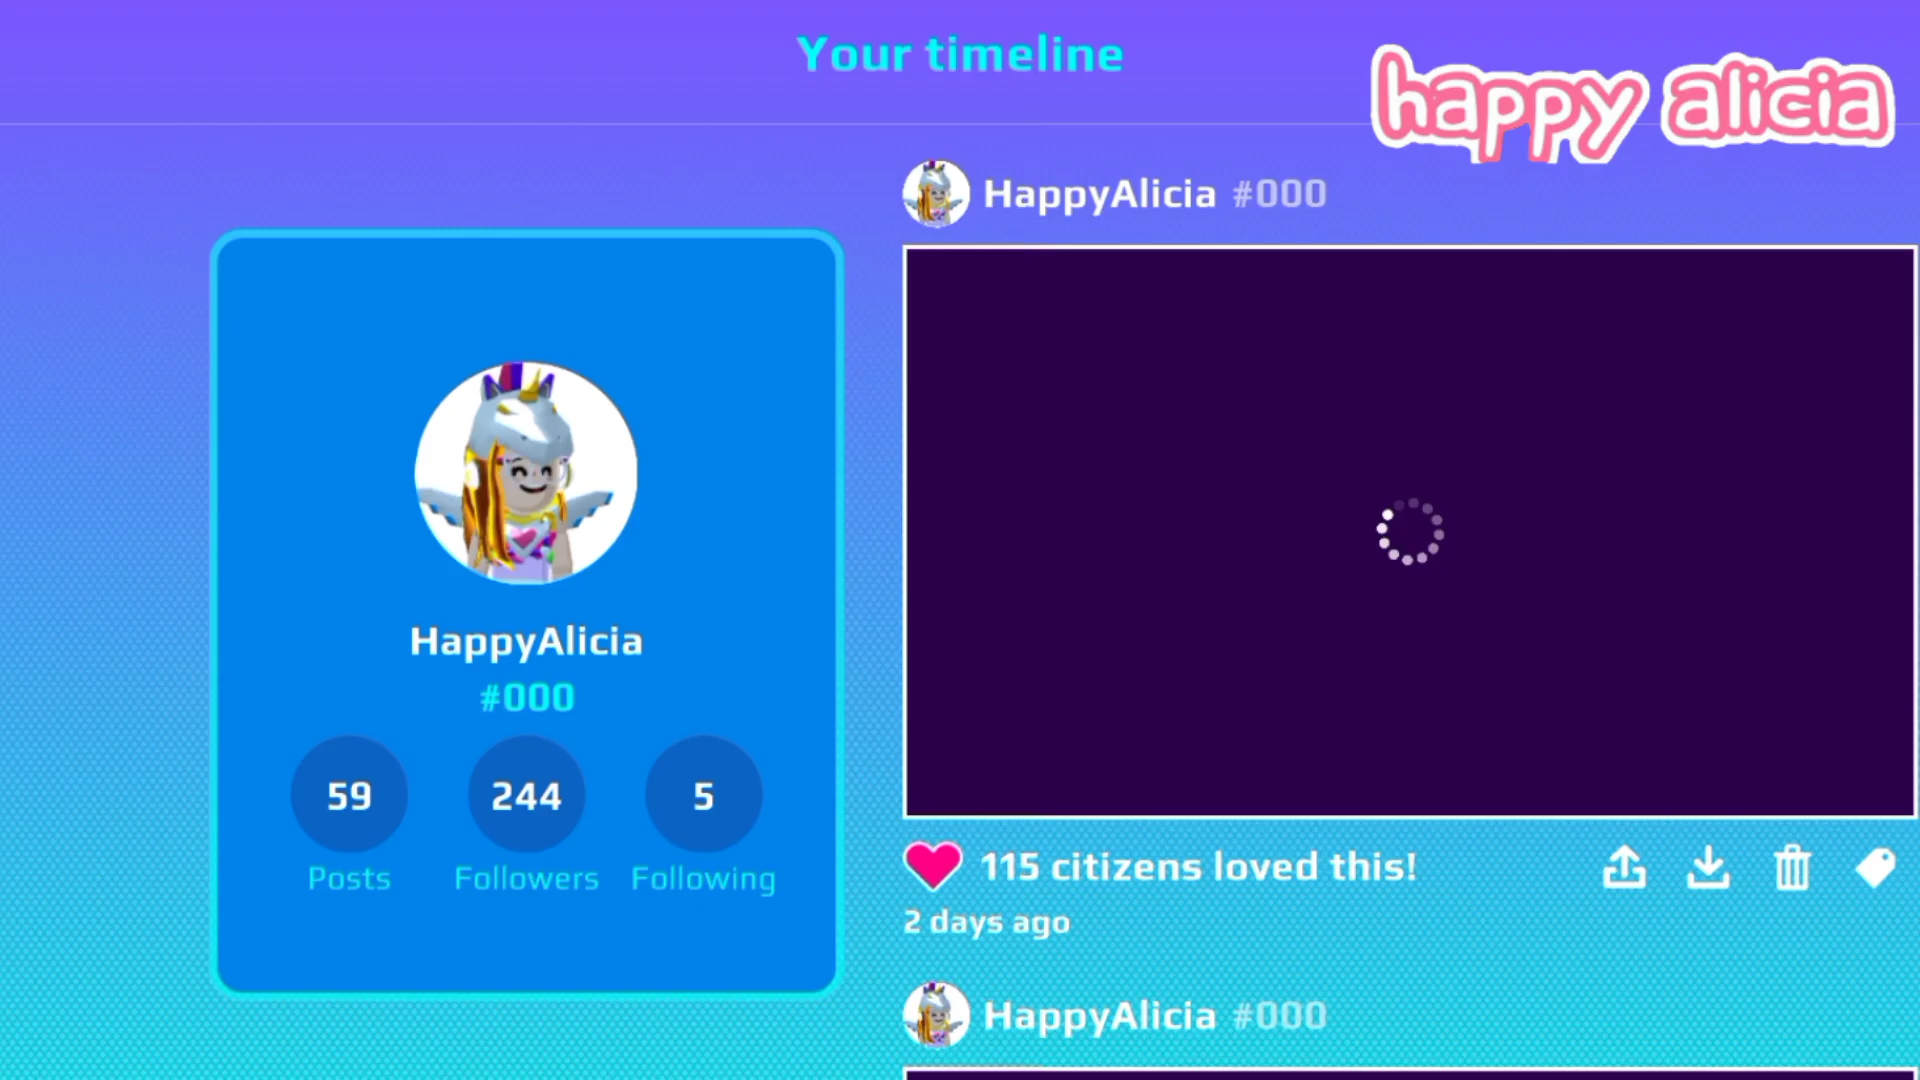 Your timeline
happy alicia
HappyAlicia #000
HappyAlicia
#000
59
244
5
Posts
Followers
Following
115 citizens loved this!
2 days ago
HappyAlicia #000